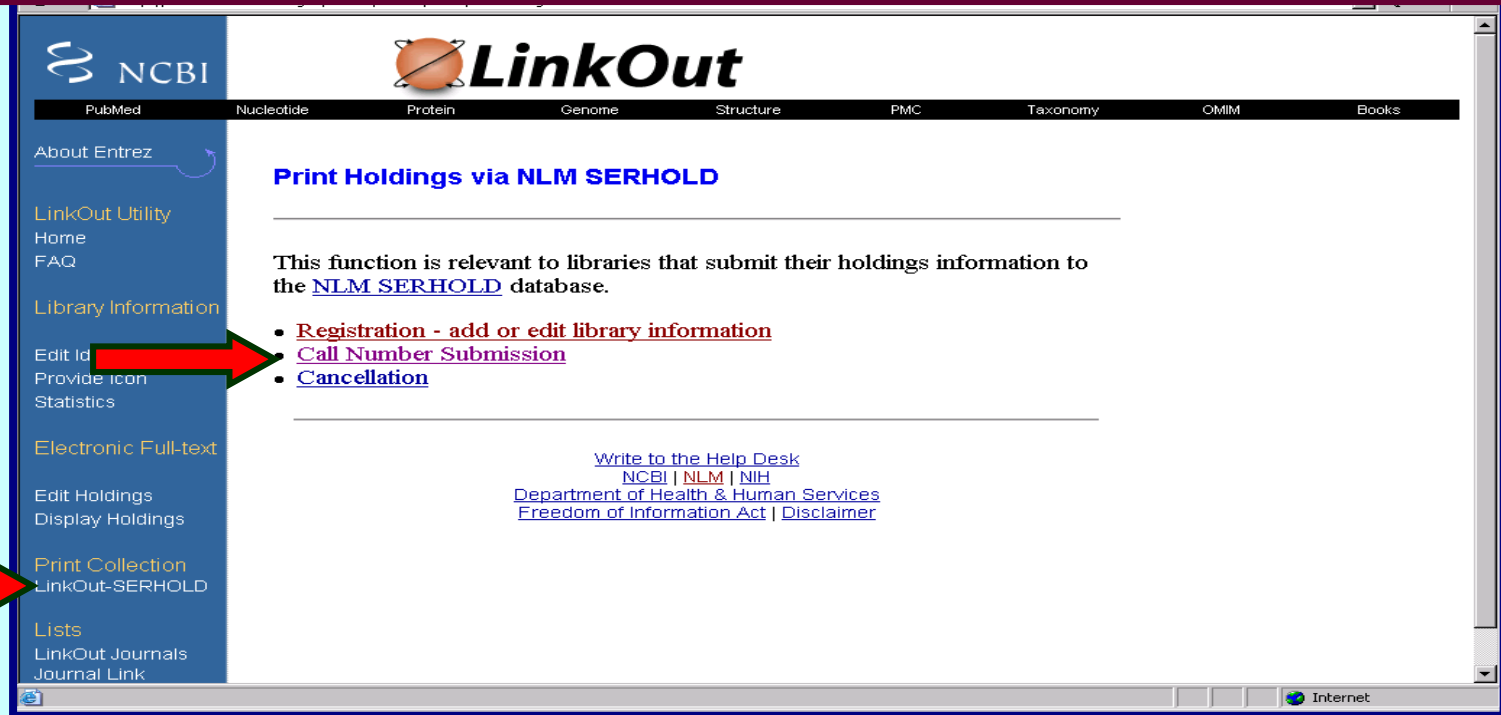 NCBI
LinkOut
PubMed Nucleotide Protein Genome Structure PMC Taxonomy OMIM Books
About Entrez
LinkOut Utility
Home
FAQ
Library Information
Edit
Provide Icon
Statistics
Electronic Full-text
Edit Holdings
Display Holdings
Print Collection
LinkOut-SERHOLD
Lists
LinkOut Journals
Journal Link
Print Holdings via NLM SERHOLD
This function is relevant to libraries that submit their holdings information to
the NLM SERHOLD database.
• Registration - add or edit library information
• Call Number Submission
• Cancellation
Write to the Help Desk
NCBI | NLM | NIH
Department of Health & Human Services
Freedom of Information Act | Disclaimer
Internet